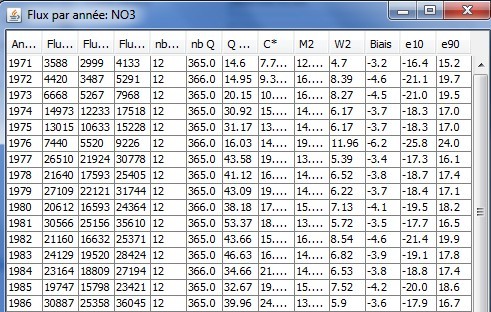 Flux par année: NO3
An... Flu... Flu... Flu... nb... nb Q Q ... C* M2 W2 Biais e10 e90
1971 3588 2999 4133 12 365.0 14.6 7.7... 12.... 4.7 -3.2 -16.4 15.2
1972 4420 3487 5291 12 366.0 14.95 9.3... 16.... 8.39 -4.6 -21.1 19.7
1973 6668 5267 7968 12 365.0 20.15 10... 16.... 8.27 -4.5 -21.0 19.5
1974 14973 12233 17518 12 365.0 30.92 15.... 14.... 6.17 -3.7 -18.3 17.0
1975 13015 10633 15228 12 365.0 31.17 13.... 14.... 6.17 -3.7 -18.3 17.0
1976 7440 5520 9226 12 366.0 16.03 14... 19.... 11.96 -6.2 -25.8 24.0
1977 26510 21924 30778 12 365.0 43.58 19.... 13.... 5.39 -3.4 -17.3 16.1
1978 21640 17593 25405 12 365.0 41.12 16.... 14.... 6.52 -3.8 -18.7 17.4
1979 27109 22121 31744 12 365.0 43.09 19.... 14.... 6.22 -3.7 -18.4 17.1
1980 20612 16593 24364 12 366.0 38.18 17.... 15.... 7.13 -4.1 -19.5 18.2
1981 30566 25156 35610 12 365.0 53.37 18.... 13.... 5.72 -3.5 -17.7 16.5
1982 21160 16632 25371 12 365.0 43.66 15.... 16.... 8.54 -4.6 -21.4 19.9
1983 24129 19520 28424 12 365.0 46.63 16.... 14.... 6.82 -3.9 -19.1 17.8
1984 23164 18809 27194 12 366.0 34.66 21.... 14.... 6.53 -3.8 -18.8 17.4
1985 19747 15798 23421 12 365.0 32.67 19.... 15.... 7.52 -4.2 -20.0 18.6
1986 30887 25358 36045 12 365.0 39.96 24.... 13.... 5.9 -3.6 -17.9 16.7